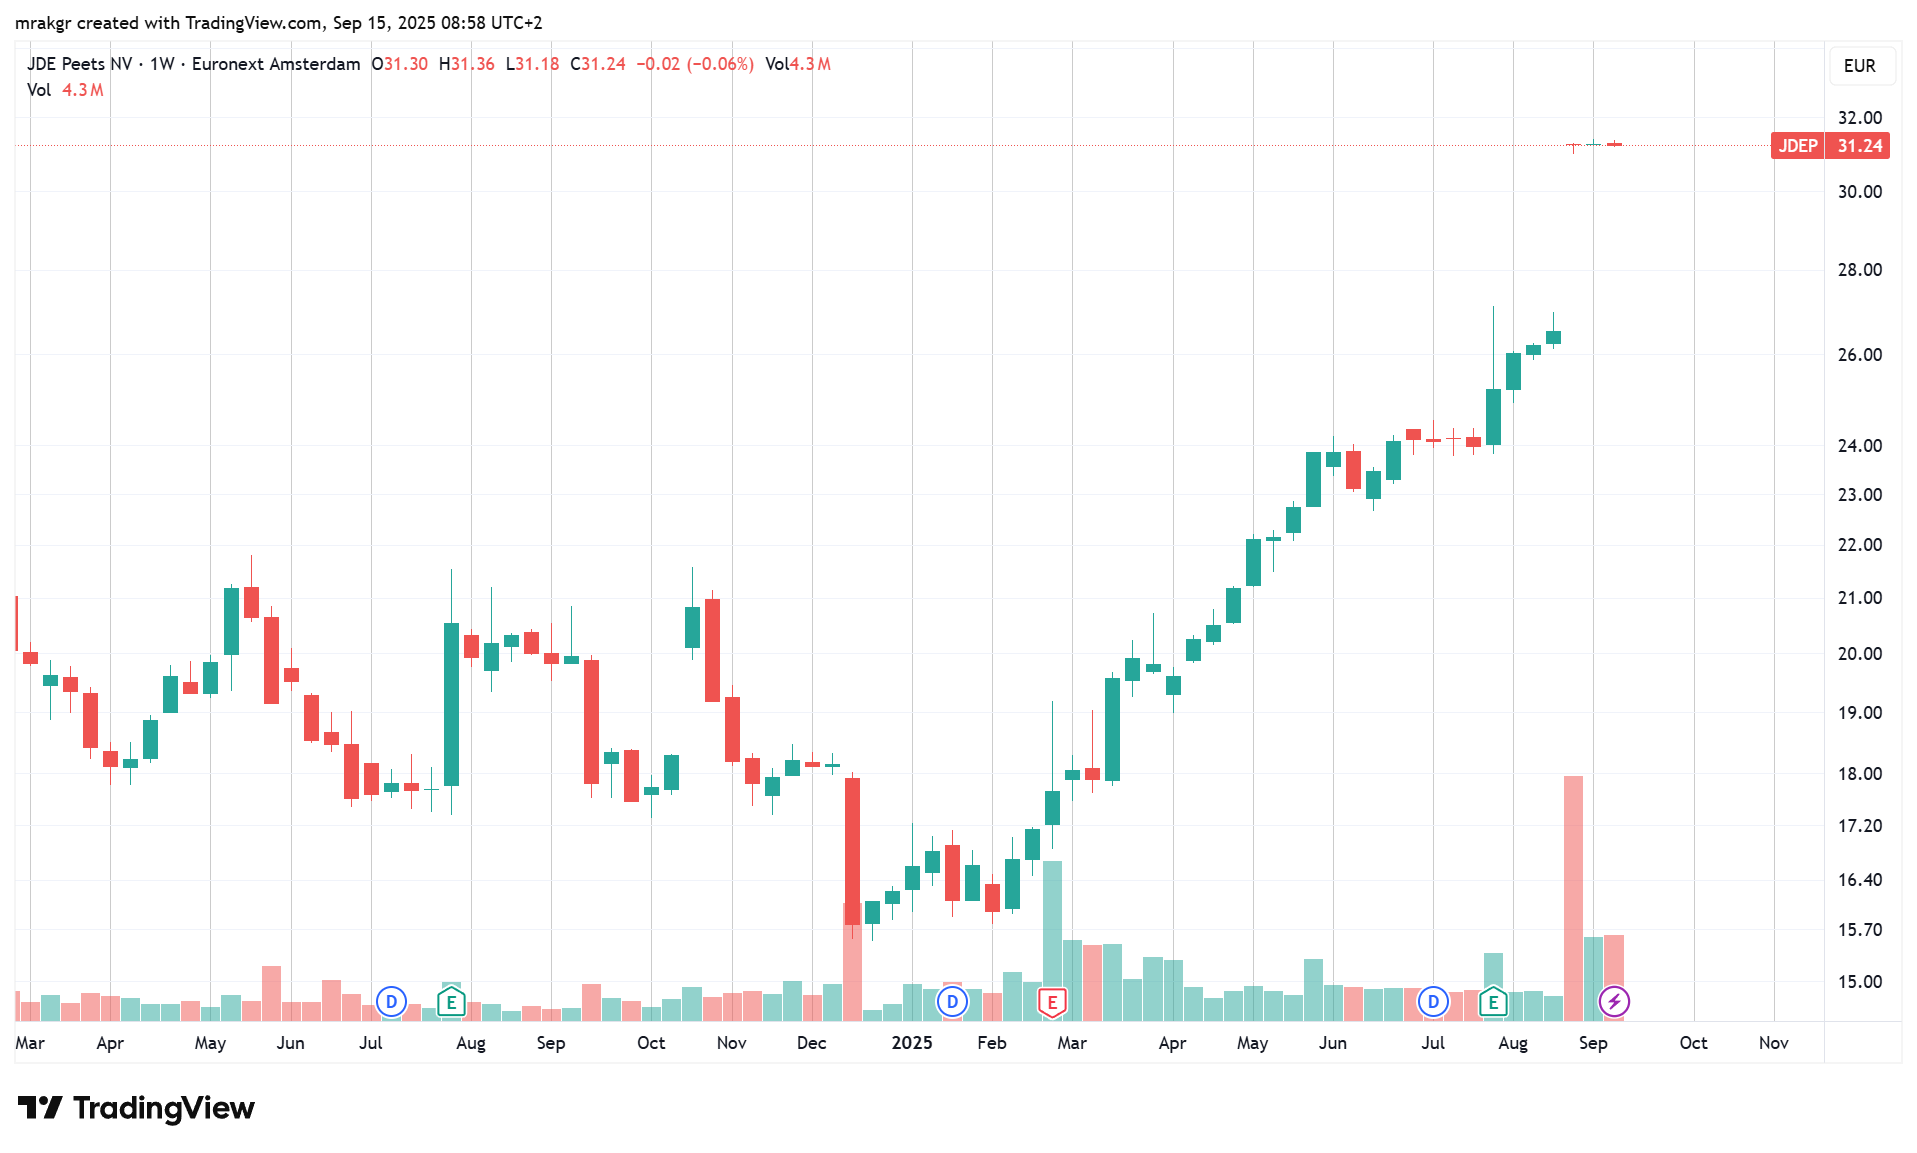 mrakgr created with TradingView.com, Sep 15, 2025 08:58 UTC+2
JDE Peets NV · 1W · Euronext Amsterdam O31.30 H31.36 L31.18 C31.24 −0.02 (−0.06%) Vol4.3M
Vol 4.3M
EUR
32.00
JDEP 31.24
30.00
28.00
26.00
24.00
23.00
22.00
21.00
20.00
19.00
18.00
17.20
16.40
15.70
15.00
D E D E D E
Mar Apr May Jun Jul Aug Sep Oct Nov Dec 2025 Feb Mar Apr May Jun Jul Aug Sep Oct Nov
TradingView